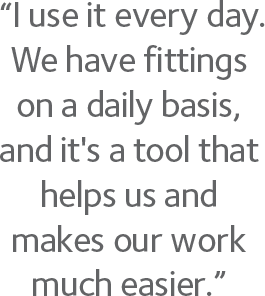 “I use it every day.
We have fittings
on a daily basis,
and it's a tool that
helps us and
makes our work
much easier.”